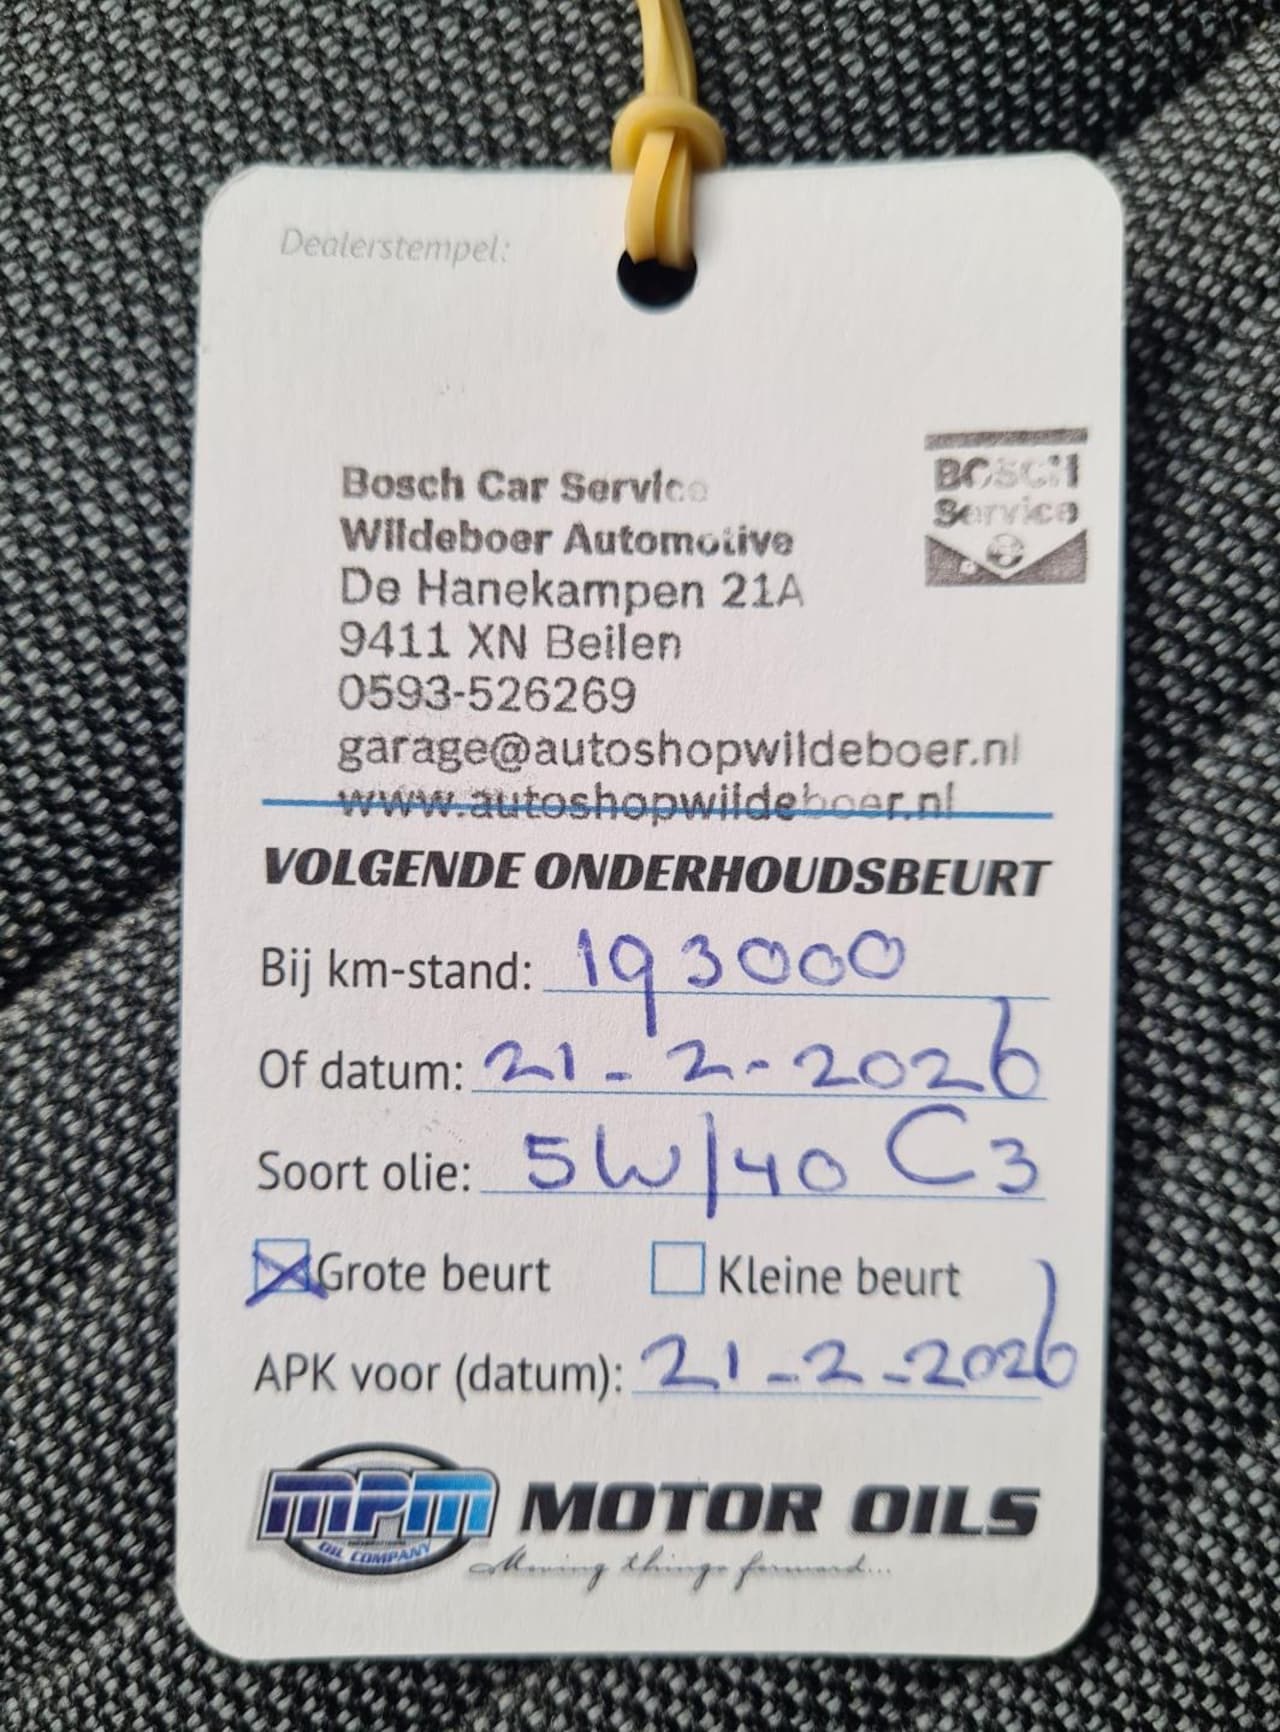 Dealerstempel:
Bosch Car Service
Wildeboer Automotive
De Hanekampen 21A
9411 XN Beilen
0593-526269
garage@autoshopwildeboer.nl
www.autoshopwildeboer.nl
BOSCH
Service
VOLGENDE ONDERHOUDSBEURT
Bij km-stand: 193000
Of datum: 21-2-2026
Soort olie: 5W/40 C3
Grote beurt Kleine beurt
APK voor (datum): 21-2-2026
MPM MOTOR OILS
OIL COMPANY
Moving things forward...